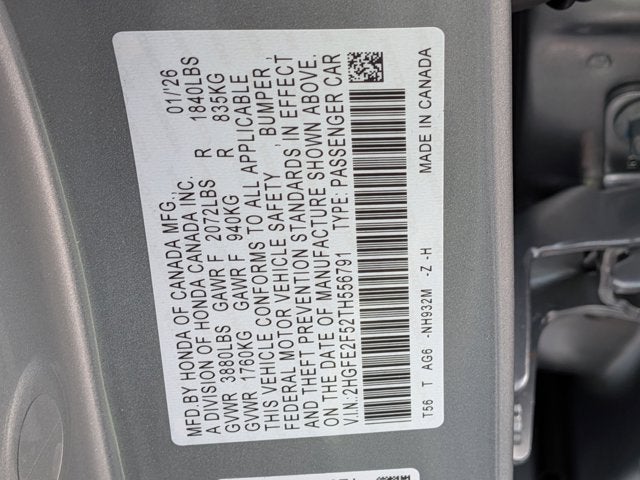 MFD.BY HONDA OF CANADA MFG., 01/'26
A DIVISION OF HONDA CANADA INC.
GVWR 3880LBS GAWR F 2072LBS R 1840LBS
GVWR 1760KG GAWR F 940KG R 835KG
THIS VEHICLE CONFORMS TO ALL APPLICABLE
FEDERAL MOTOR VEHICLE SAFETY , BUMPER ,
AND THEFT PREVENTION STANDARDS IN EFFECT
ON THE DATE OF MANUFACTURE SHOWN ABOVE.
V.I.N:2HGFE2F52TH556791 TYPE: PASSENGER CAR
T56 T AG6 -NH932M -Z -H MADE IN CANADA